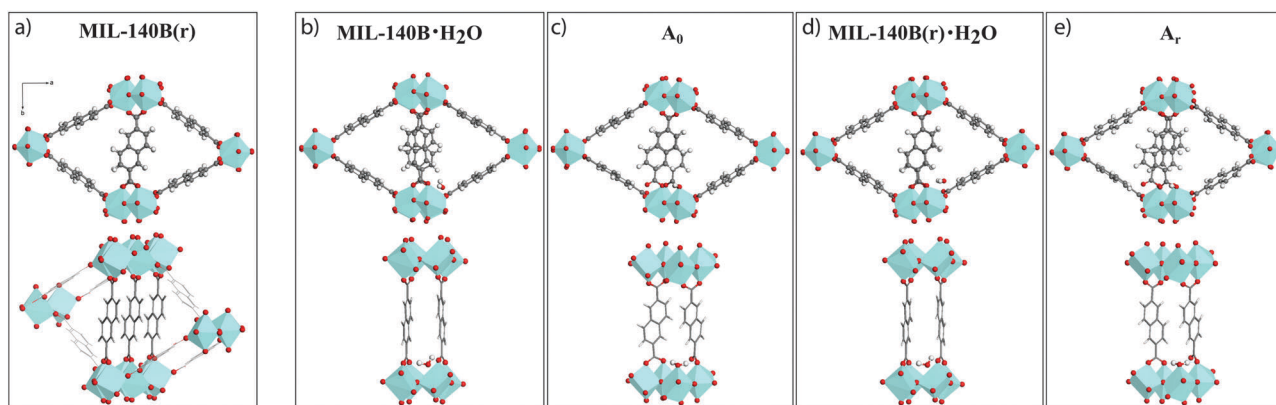 a) MIL-140B(r)
a
b
b) MIL-140B·H2O
c) A0
d) MIL-140B(r)·H2O
e) Ar